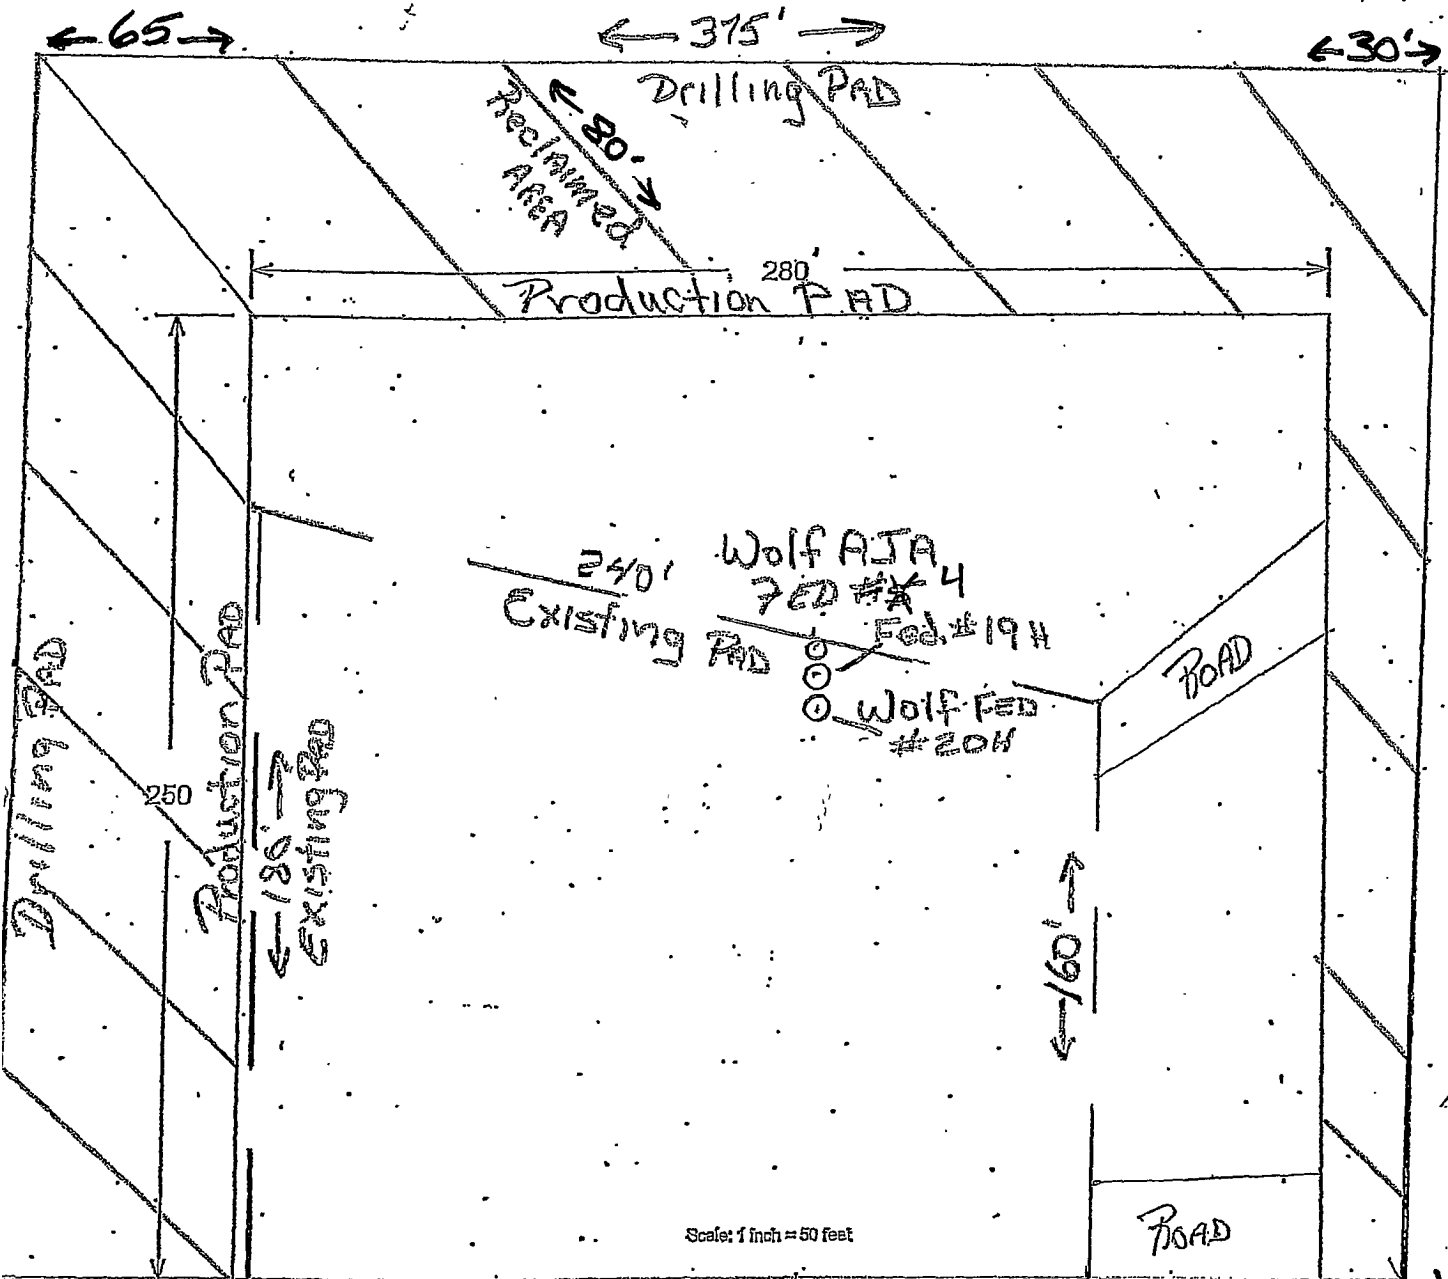 65
375'
30'
Drilling PAD
80'
Reclaimed
AREA
280'
Production PAD
Wolf AJA
FED # 4
240'
Existing PAD
Fed. #19H
Wolf FED
#20H
ROAD
Drilling PAD
250
Production PAD
180'
Existing PAD
160'
ROAD
Scale: 1 inch = 50 feet